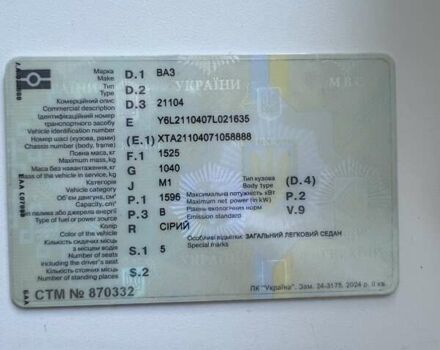 Марка D.1 ВАЗ
Make
Тип D.2
Type
Комерційний опис D.3 21104
Commercial description
Ідентифікаційний номер
транспортного засобу E Y6L2110407L021635
Vehicle identification number
Номер шасі (кузова, рами) (E.1) XTA21104071058888
Chassis number (body, frame)
Повна маса, кг F.1 1525
Maximum mass, kg
Маса без навантаження, кг G 1040
Mass of the vehicle in service, kg
Категорія J M1 Тип кузова (D.4)
Vehicle category Body type
Об'єм двигуна, см³ P.1 1596 Максимальна потужність кВт P.2
Capacity, cm³ Maximum net power (in kW)
пального або джерело енергії P.3 B Рівень екологічних норм V.9
Type of fuel or power source Emission standard
Колір R СІРИЙ
Color of the vehicle Особливі відмітки: ЗАГАЛЬНИЙ ЛЕГКОВИЙ СЕДАН
Кількість сидячих місць Special marks
з місцем водія S.1 5
Number of seats
including the driver's seat
Кількість стоячих місць S.2
Number of standing places
СТМ № 870332
ПК "Україна". Зам. 24-3175. 2024 р. II кв.
УКРАЇНИ
МВС